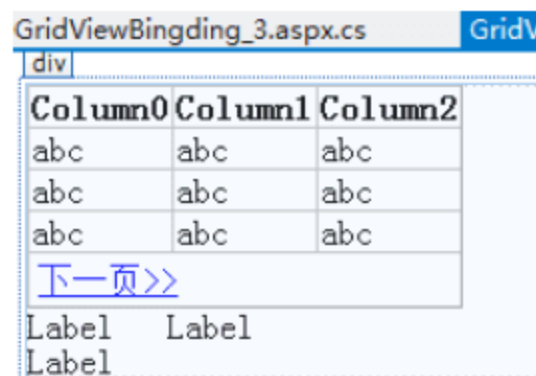 GridViewBingding_3.aspx.cs GridV
div
Column0 Column1 Column2
abc abc abc
abc abc abc
abc abc abc
下一页>>
Label Label
Label